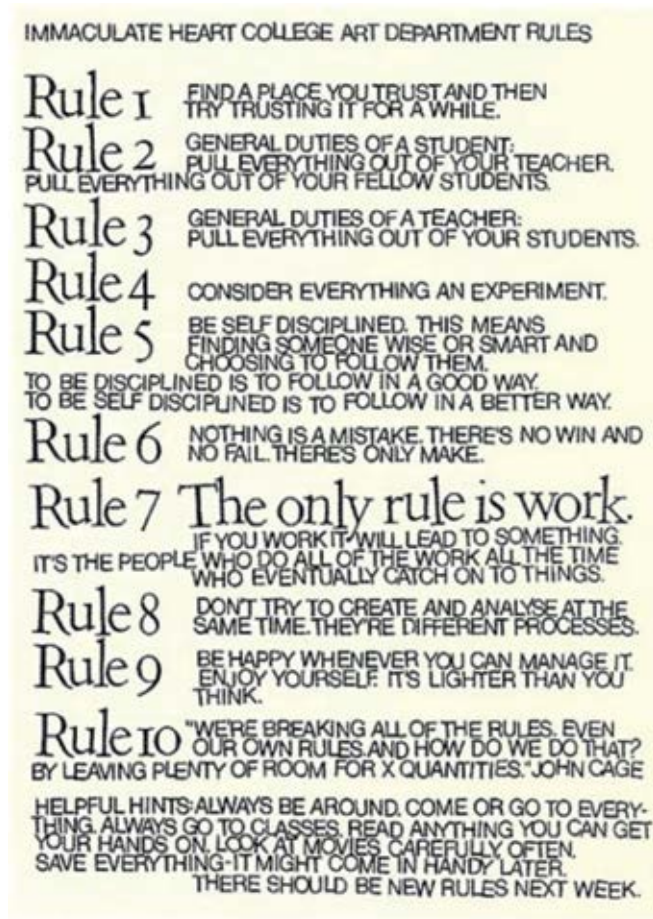 IMMACULATE HEART COLLEGE ART DEPARTMENT RULES
Rule 1 FIND A PLACE YOU TRUST AND THEN
TRY TRUSTING IT FOR A WHILE.
Rule 2 GENERAL DUTIES OF A STUDENT:
PULL EVERYTHING OUT OF YOUR TEACHER.
PULL EVERYTHING OUT OF YOUR FELLOW STUDENTS.
Rule 3 GENERAL DUTIES OF A TEACHER:
PULL EVERYTHING OUT OF YOUR STUDENTS.
Rule 4 CONSIDER EVERYTHING AN EXPERIMENT.
Rule 5 BE SELF DISCIPLINED. THIS MEANS
FINDING SOMEONE WISE OR SMART AND
CHOOSING TO FOLLOW THEM.
TO BE DISCIPLINED IS TO FOLLOW IN A GOOD WAY.
TO BE SELF DISCIPLINED IS TO FOLLOW IN A BETTER WAY.
Rule 6 NOTHING IS A MISTAKE. THERE'S NO WIN AND
NO FAIL. THERE'S ONLY MAKE.
Rule 7 The only rule is work.
IF YOU WORK IT WILL LEAD TO SOMETHING.
IT'S THE PEOPLE WHO DO ALL OF THE WORK ALL THE TIME
WHO EVENTUALLY CATCH ON TO THINGS.
Rule 8 DON'T TRY TO CREATE AND ANALYSE AT THE
SAME TIME. THEY'RE DIFFERENT PROCESSES.
Rule 9 BE HAPPY WHENEVER YOU CAN MANAGE IT.
ENJOY YOURSELF. IT'S LIGHTER THAN YOU
THINK.
Rule 10 "WE'RE BREAKING ALL OF THE RULES. EVEN
OUR OWN RULES. AND HOW DO WE DO THAT?
BY LEAVING PLENTY OF ROOM FOR X QUANTITIES." JOHN CAGE
HELPFUL HINTS: ALWAYS BE AROUND. COME OR GO TO EVERY-
THING. ALWAYS GO TO CLASSES. READ ANYTHING YOU CAN GET
YOUR HANDS ON. LOOK AT MOVIES CAREFULLY, OFTEN.
SAVE EVERYTHING-IT MIGHT COME IN HANDY LATER.
THERE SHOULD BE NEW RULES NEXT WEEK.